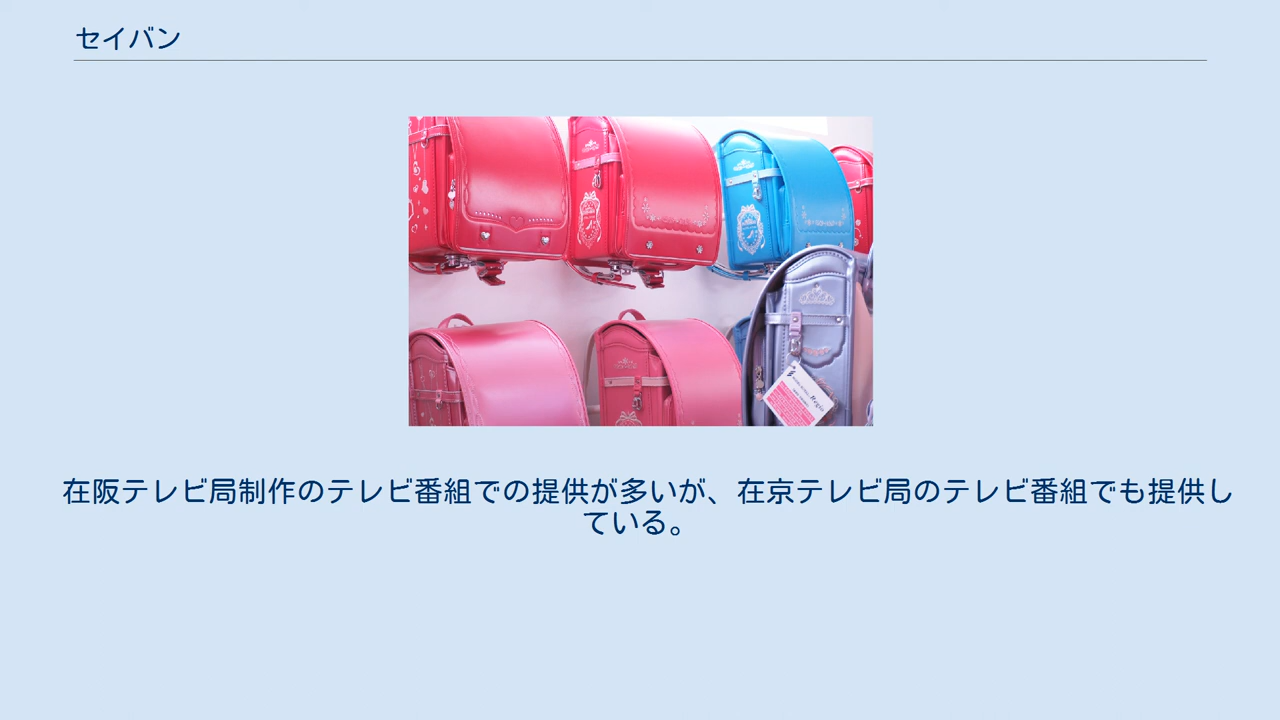 セイバン
在阪テレビ局制作のテレビ番組での提供が多いが、在京テレビ局のテレビ番組でも提供し
ている。